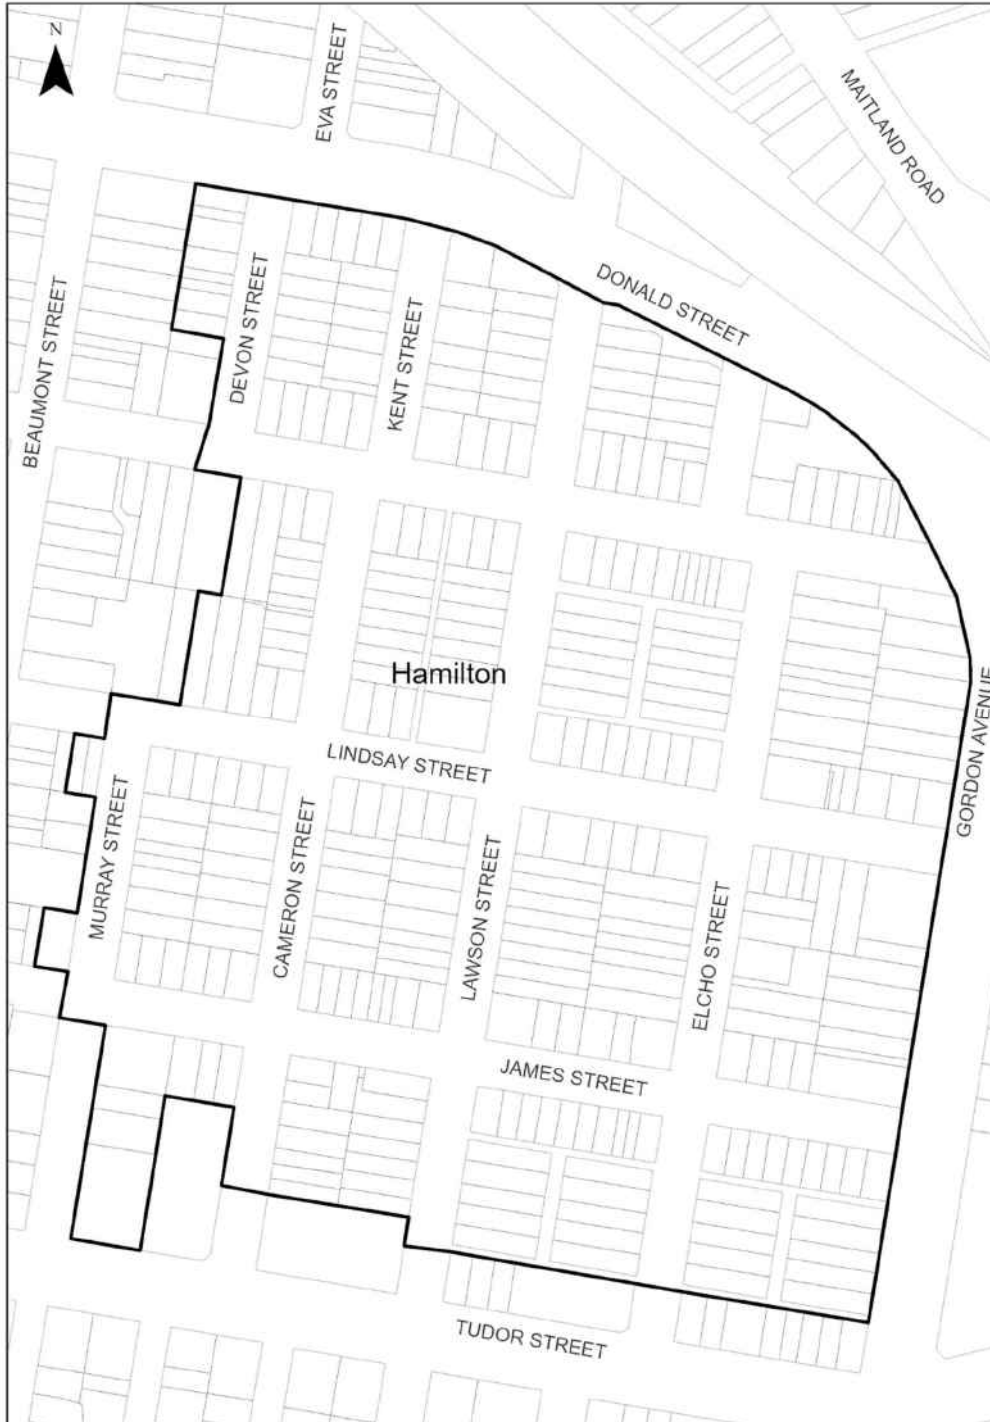 N
EVA STREET
MAITLAND ROAD
DONALD STREET
BEAUMONT STREET
DEVON STREET
KENT STREET
Hamilton
GORDON AVENUE
LINDSAY STREET
MURRAY STREET
CAMERON STREET
LAWSON STREET
ELCHO STREET
JAMES STREET
TUDOR STREET